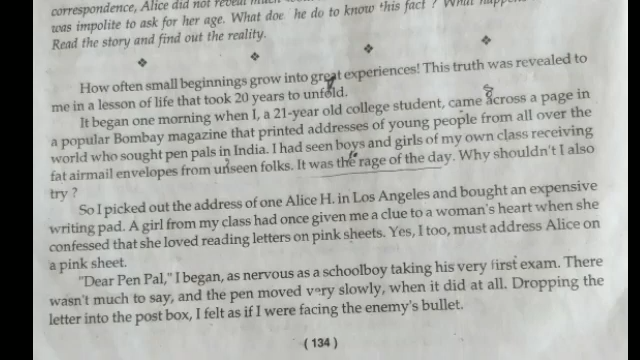 correspondence, Alice did not reveal much
was impolite to ask for her age. What doe he do to know this fact ? What
Read the story and find out the reality.
How often small beginnings grow into great experiences! This truth was revealed to
me in a lesson of life that took 20 years to unfold.
It began one morning when I, a 21-year old college student, came across a page in
a popular Bombay magazine that printed addresses of young people from all over the
world who sought pen pals in India. I had seen boys and girls of my own class receiving
fat airmail envelopes from unseen folks. It was the rage of the day. Why shouldn't I also
try ?
So I picked out the address of one Alice H. in Los Angeles and bought an expensive
writing pad. A girl from my class had once given me a clue to a woman's heart when she
confessed that she loved reading letters on pink sheets. Yes, I too, must address Alice on
a pink sheet.
"Dear Pen Pal," I began, as nervous as a schoolboy taking his very first exam. There
wasn't much to say, and the pen moved very slowly, when it did at all. Dropping the
letter into the post box, I felt as if I were facing the enemy's bullet.
( 134 )